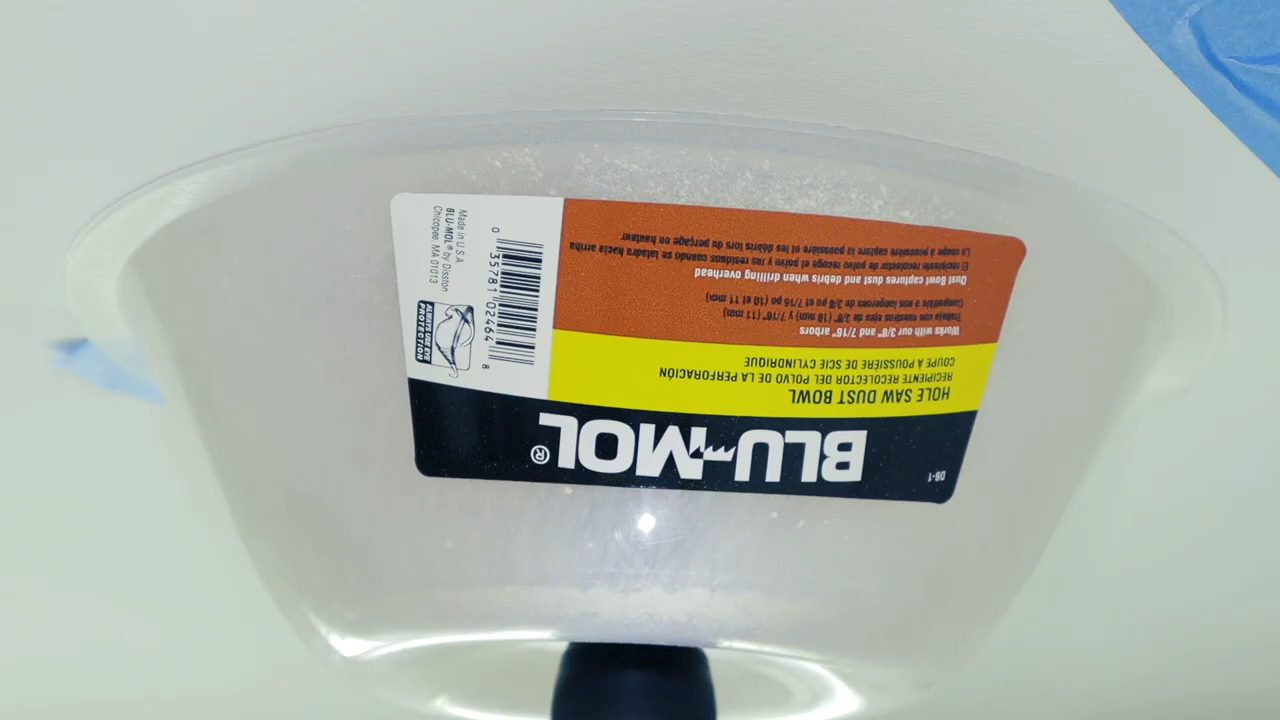 DB-1
BLU-MOL®
HOLE SAW DUST BOWL
RECIPIENTE RECOLECTOR DEL POLVO DE LA PERFORACIÓN
COUPE À POUSSIÈRE DE SCIE CYLINDRIQUE
Works with our 3/8" and 7/16" arbors
Trabaja con nuestros ejes de 3/8" (10 mm) y 7/16" (11 mm)
Compatible à nos longerons de 3/8 po et 7/16 po (10 et 11 mm)
Dust Bowl captures dust and debris when drilling overhead
El recipiente recolector de polvo recoge el polvo y los residuos cuando se taladra hacia arriba
La coupe à poussière capture la poussière et les débris lors du perçage en hauteur
ALWAYS USE EYE
PROTECTION
0 35781 02464 8
Made in U.S.A.
BLU-MOL® by Disston
Chicopee, MA 01013